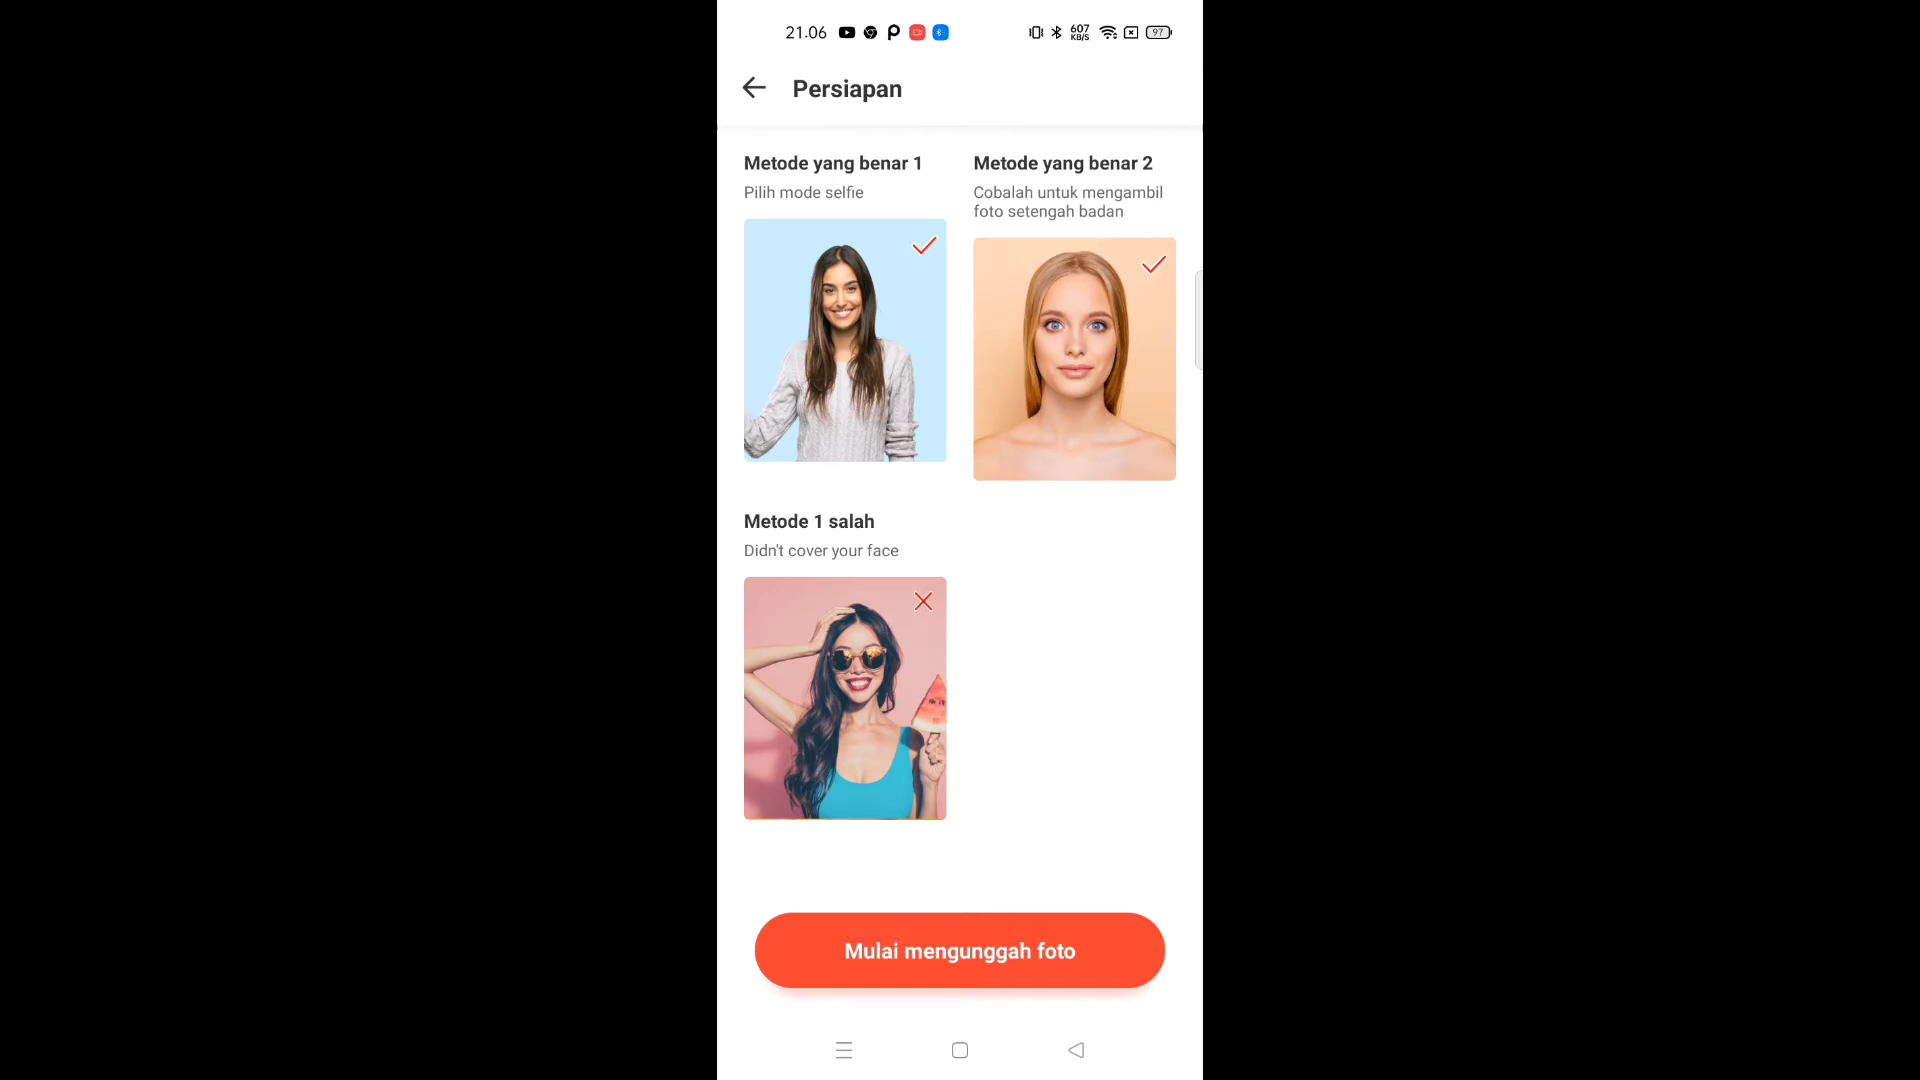 21.06
607
KB/S
97
Persiapan
Metode yang benar 1
Pilih mode selfie
Metode yang benar 2
Cobalah untuk mengambil
foto setengah badan
Metode 1 salah
Didn't cover your face
Mulai mengunggah foto